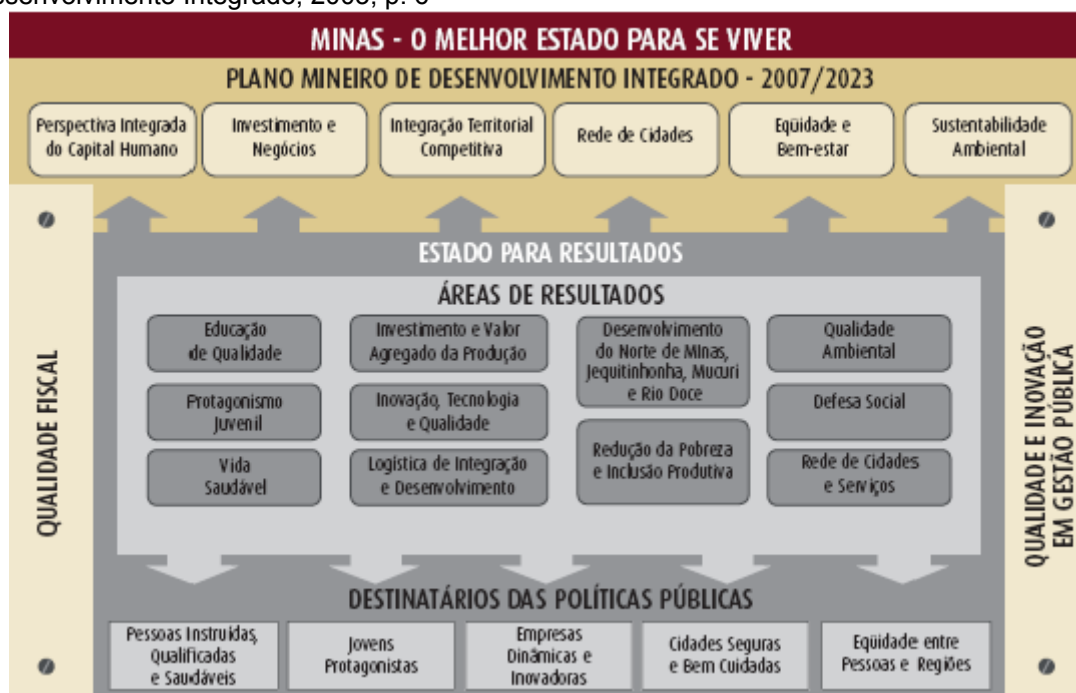 esenvolvimento Integrado, 2003, p. 8
MINAS - O MELHOR ESTADO PARA SE VIVER
PLANO MINEIRO DE DESENVOLVIMENTO INTEGRADO - 2007/2023
Perspectiva Integrada
do Capital Humano
Investimento e
Negócios
Integração Territorial
Competitiva
Rede de Cidades
Eqüidade e
Bem-estar
Sustentabilidade
Ambiental
ESTADO PARA RESULTADOS
ÁREAS DE RESULTADOS
QUALIDADE FISCAL
Educação
de Qualidade
Protagonismo
Juvenil
Vida
Saudável
Investimento e Valor
Agregado da Produção
Inovação, Tecnologia
e Qualidade
Logística de Integração
e Desenvolvimento
Desenvolvimento
do Norte de Minas,
Jequitinhonha, Mucuri
e Rio Doce
Redução da Pobreza
e Inclusão Produtiva
Qualidade
Ambiental
Defesa Social
Rede de Cidades
e Serviços
QUALIDADE E INOVAÇÃO
EM GESTÃO PÚBLICA
DESTINATÁRIOS DAS POLÍTICAS PÚBLICAS
Pessoas Instruídas,
Qualificadas
e Saudáveis
Jovens
Protagonistas
Empresas
Dinâmicas e
Inovadoras
Cidades Seguras
e Bem Cuidadas
Eqüidade entre
Pessoas e Regiões